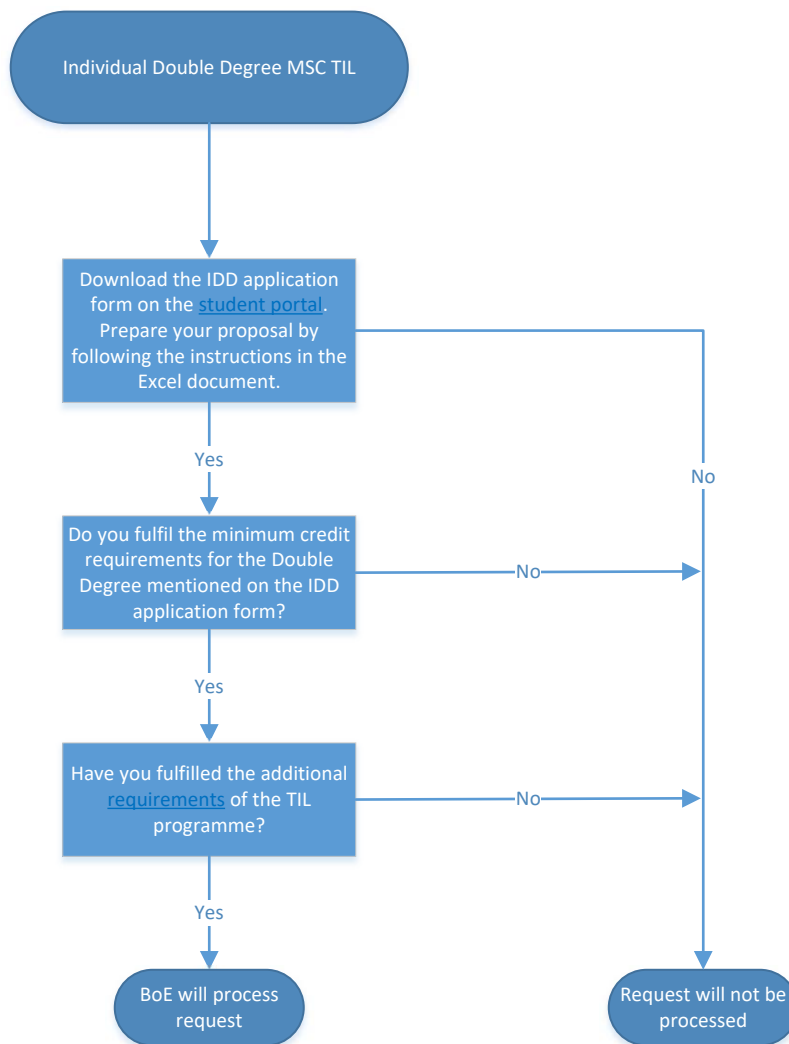 Individual Double Degree MSC TIL
Download the IDD application
form on the student portal.
Prepare your proposal by
following the instructions in the
Excel document.
Yes
No
Do you fulfil the minimum credit
requirements for the Double
Degree mentioned on the IDD
application form?
No
Yes
Have you fulfilled the additional
requirements of the TIL
programme?
No
Yes
BoE will process
request
Request will not be
processed